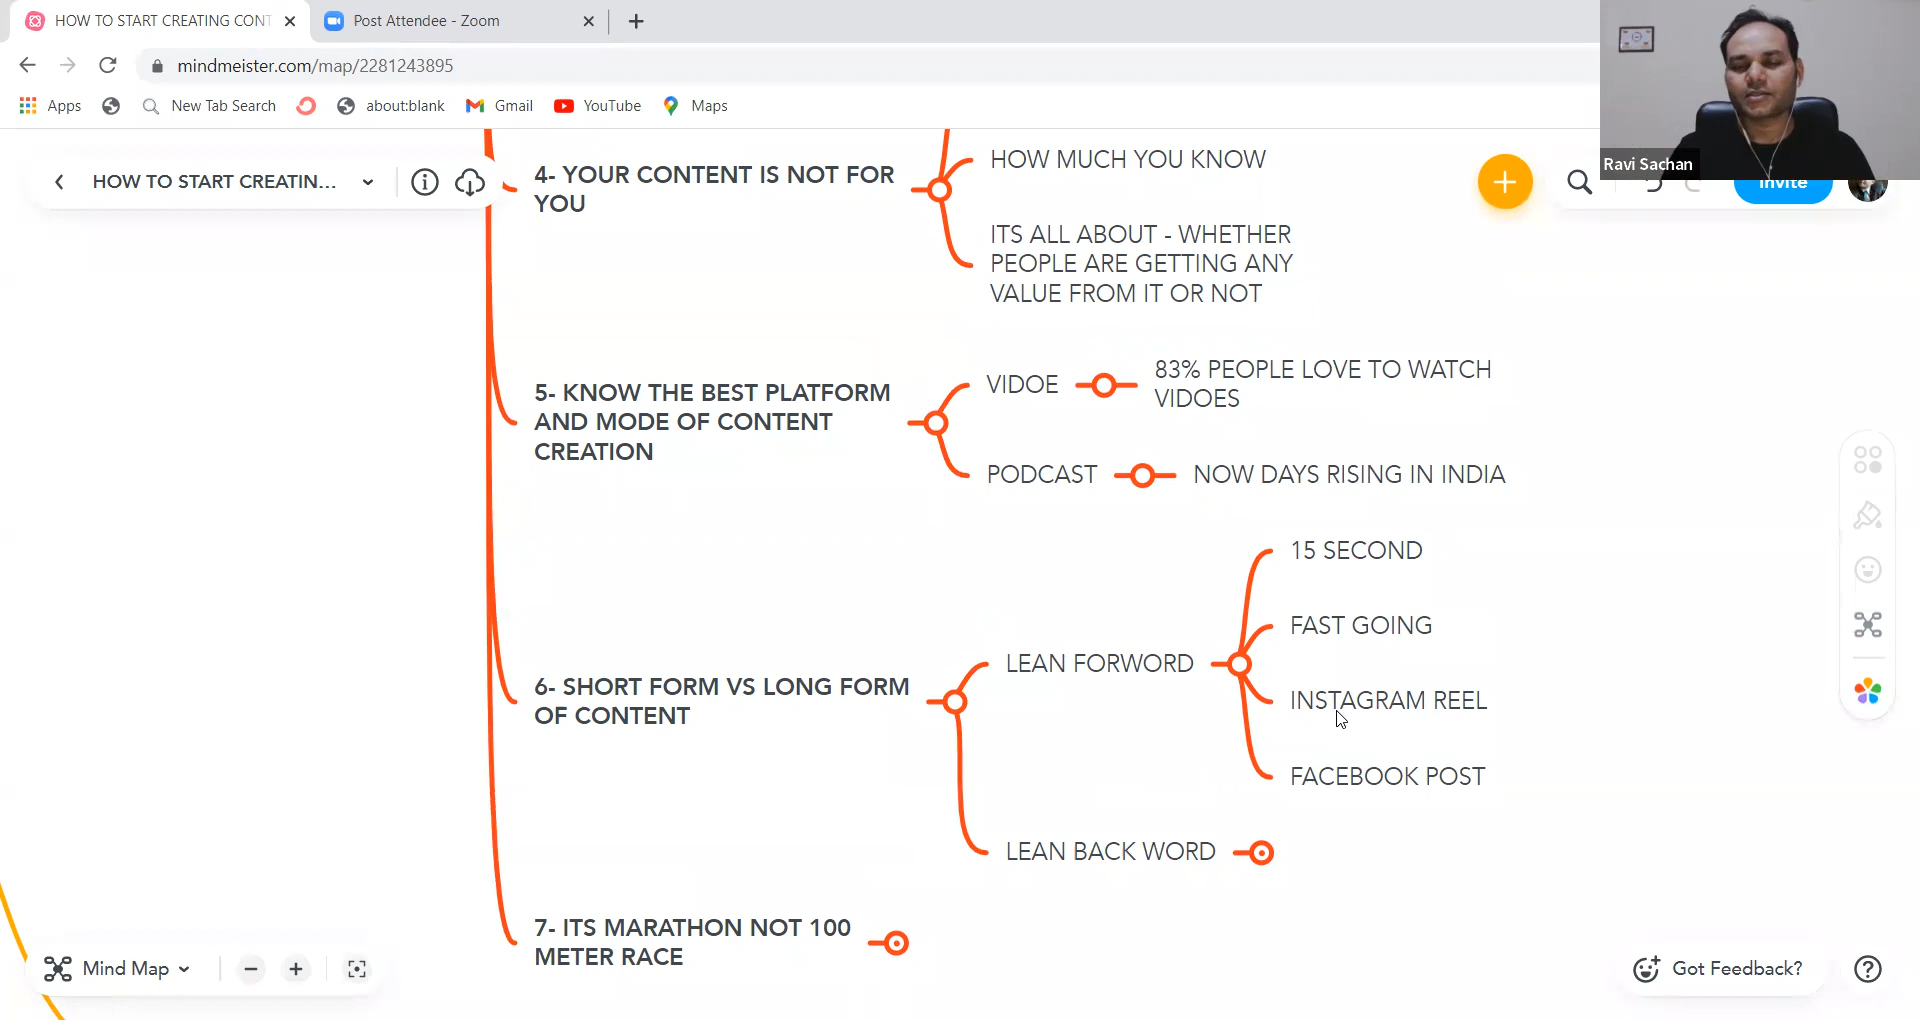 HOW TO START CREATING CONT
Post Attendee - Zoom
mindmeister.com/map/2281243895
Apps
New Tab Search
about:blank
Gmail
YouTube
Maps
Ravi Sachan
HOW TO START CREATIN...
Invite
4- YOUR CONTENT IS NOT FOR
YOU
HOW MUCH YOU KNOW
ITS ALL ABOUT - WHETHER
PEOPLE ARE GETTING ANY
VALUE FROM IT OR NOT
5- KNOW THE BEST PLATFORM
AND MODE OF CONTENT
CREATION
VIDOE
83% PEOPLE LOVE TO WATCH
VIDOES
PODCAST
NOW DAYS RISING IN INDIA
6- SHORT FORM VS LONG FORM
OF CONTENT
LEAN FORWORD
15 SECOND
FAST GOING
INSTAGRAM REEL
FACEBOOK POST
LEAN BACK WORD
7- ITS MARATHON NOT 100
METER RACE
Mind Map
Got Feedback?